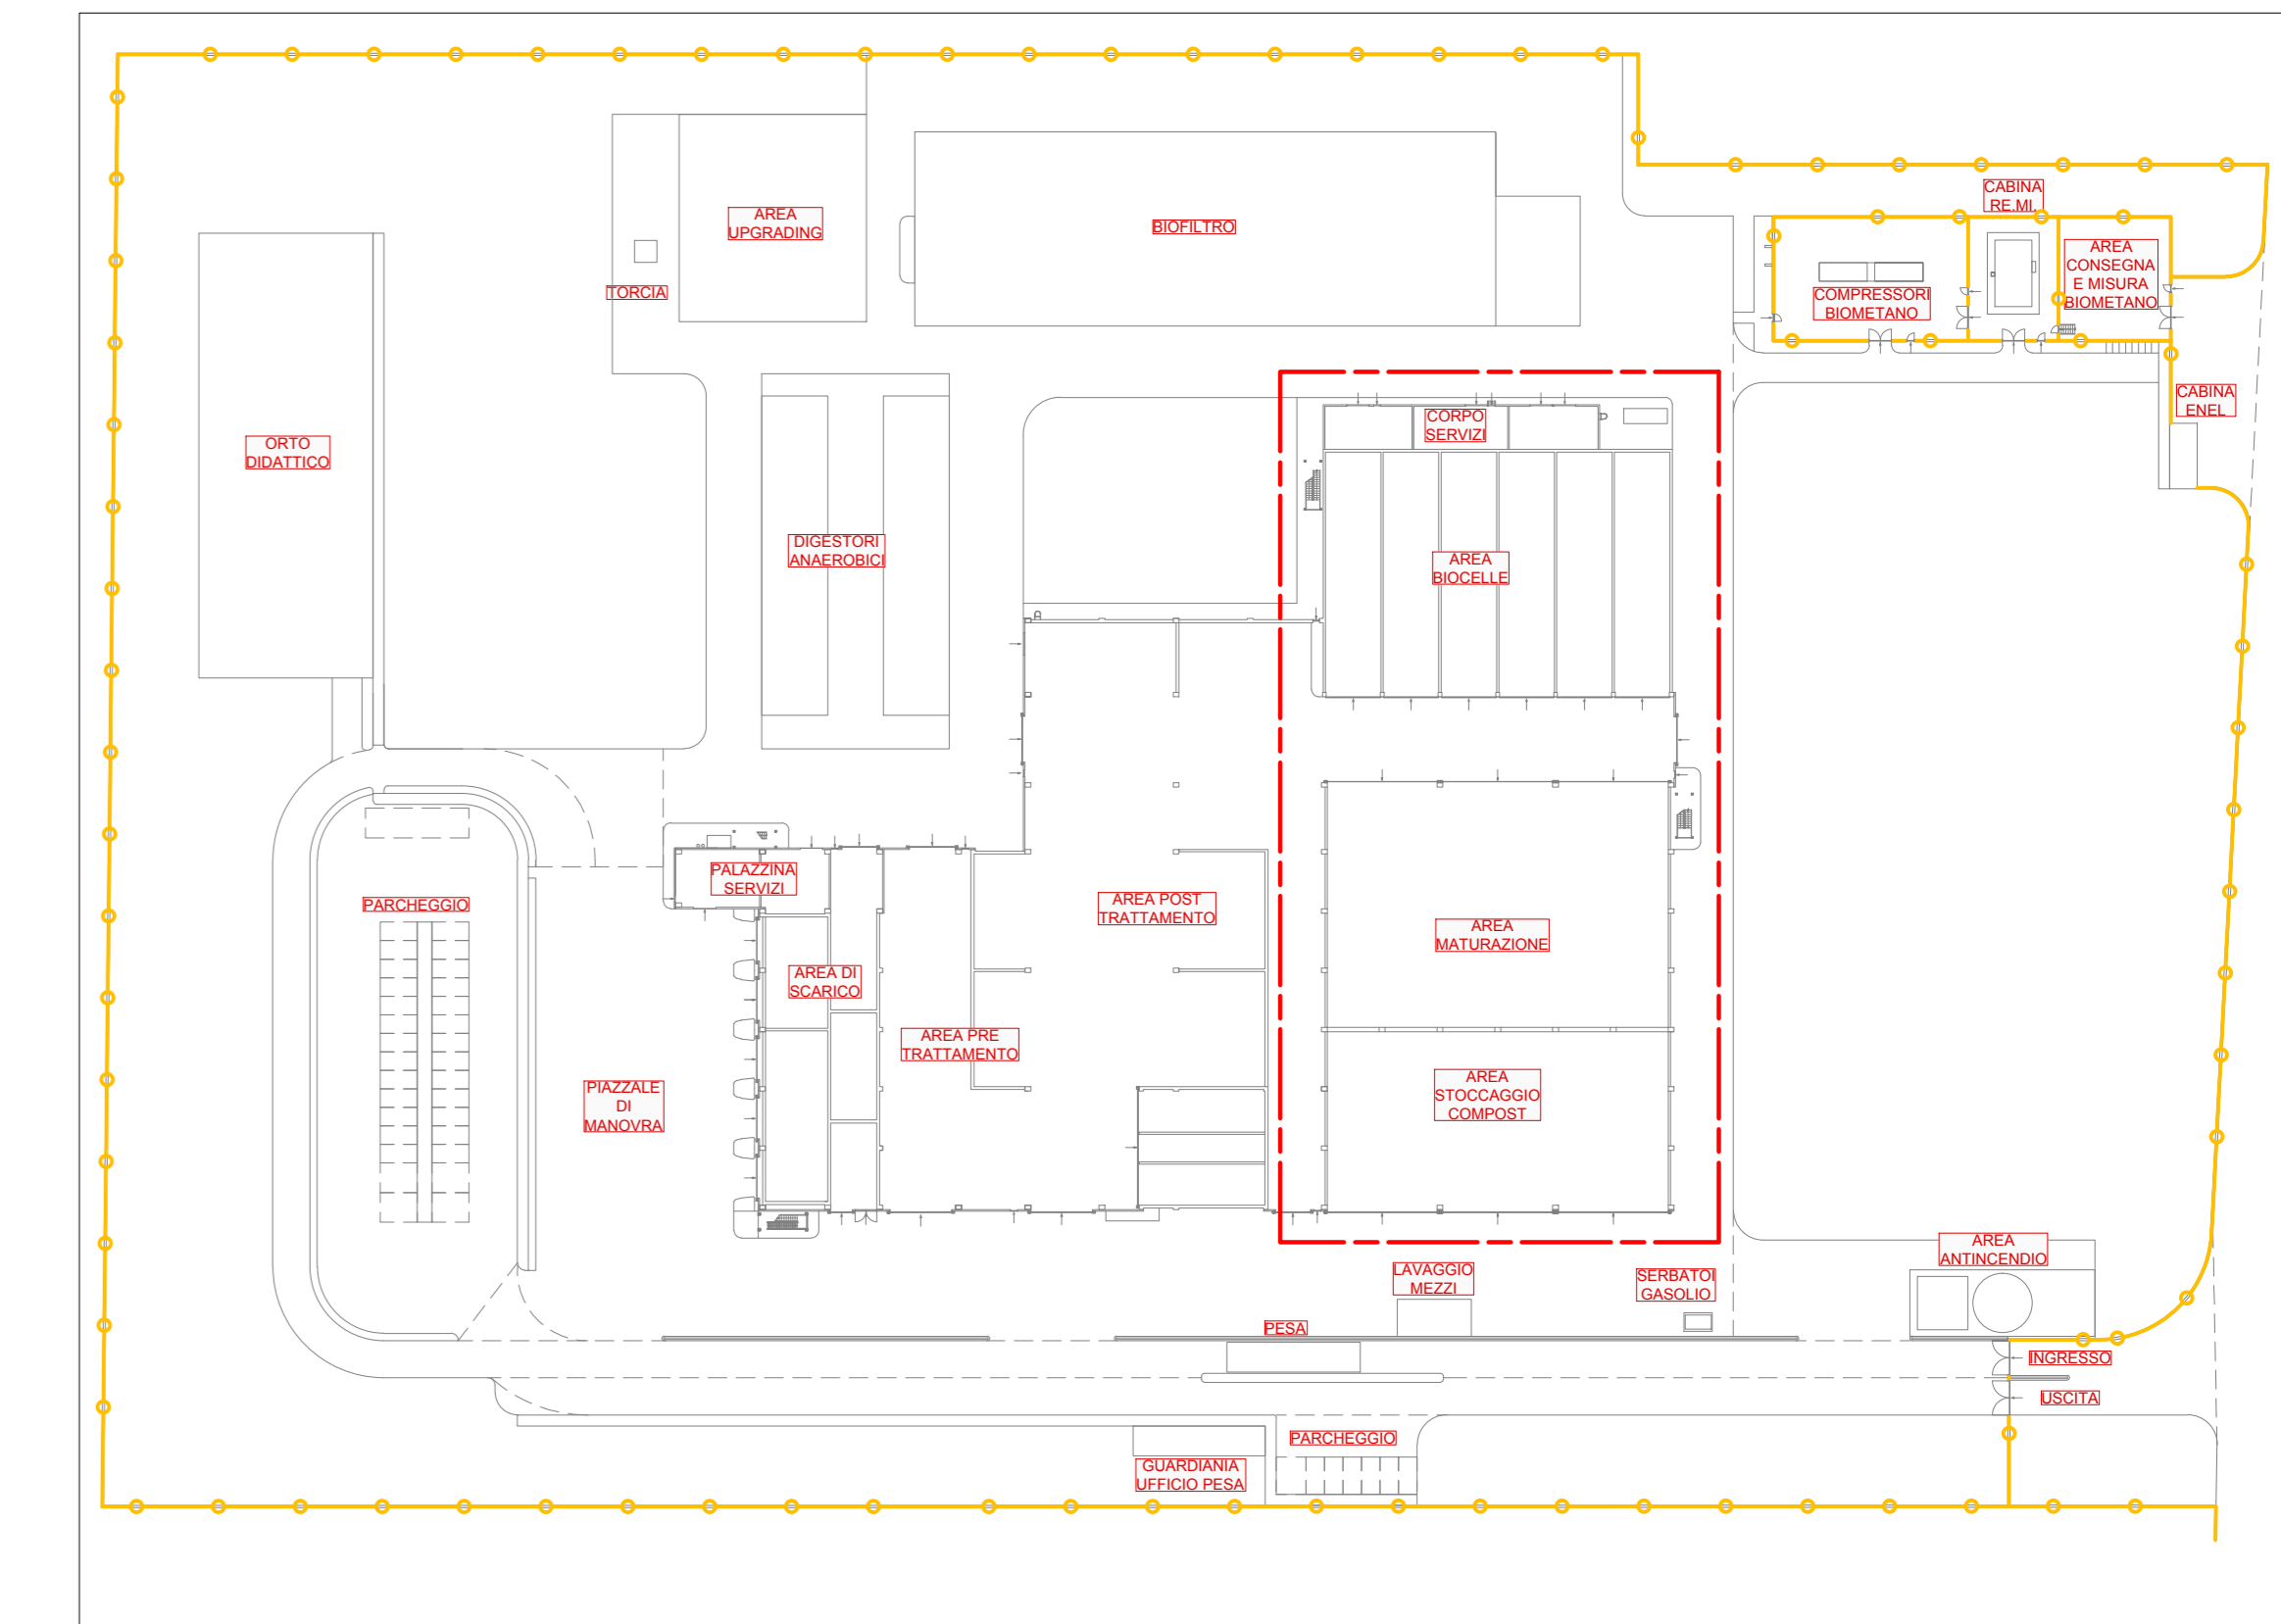 CABINA
RE.MI.
AREA
UPGRADING
BIOFILTRO
AREA
CONSEGNA
E MISURA
BIOMETANO
TORCIA
COMPRESSORI
BIOMETANO
CABINA
ENEL
CORPO
SERVIZI
ORTO
DIDATTICO
DIGESTORI
ANAEROBICI
AREA
BIOCELLE
PALAZZINA
SERVIZI
PARCHEGGIO
AREA POST
TRATTAMENTO
AREA
MATURAZIONE
AREA DI
SCARICO
AREA PRE
TRATTAMENTO
PIAZZALE
DI
MANOVRA
AREA
STOCCAGGIO
COMPOST
AREA
ANTINCENDIO
LAVAGGIO
MEZZI
SERBATOI
GASOLIO
PESA
INGRESSO
USCITA
PARCHEGGIO
GUARDIANIA
UFFICIO PESA